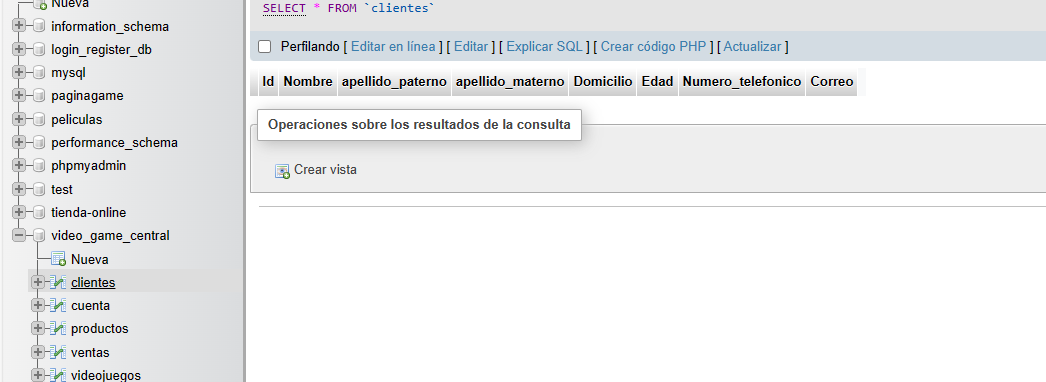 Nueva
information_schema
login_register_db
mysql
paginagame
peliculas
performance_schema
phpmyadmin
test
tienda-online
video_game_central
Nueva
clientes
cuenta
productos
ventas
videojuegos
SELECT * FROM `clientes`
Perfilando [ Editar en línea ] [ Editar ] [ Explicar SQL ] [ Crear código PHP ] [ Actualizar ]
Id Nombre apellido_paterno apellido_materno Domicilio Edad Numero_telefonico Correo
Operaciones sobre los resultados de la consulta
Crear vista